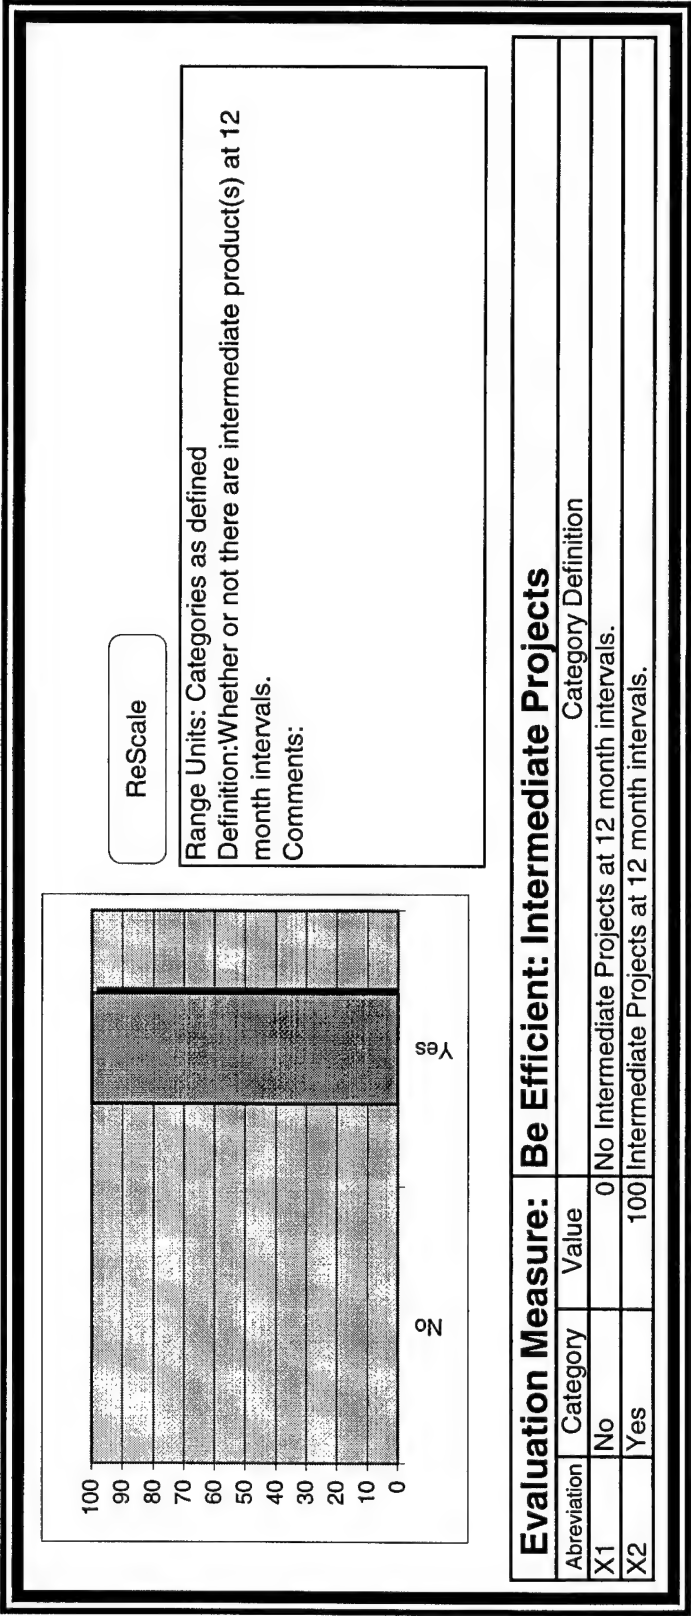 100
90
80
70
60
50
40
30
20
10
0
No
Yes
ReScale
Range Units: Categories as defined
Definition:Whether or not there are intermediate product(s) at 12
month intervals.
Comments:
Evaluation Measure: Be Efficient: Intermediate Projects
Abreviation Category Value Category Definition
X1 No 0 No Intermediate Projects at 12 month intervals.
X2 Yes 100 Intermediate Projects at 12 month intervals.